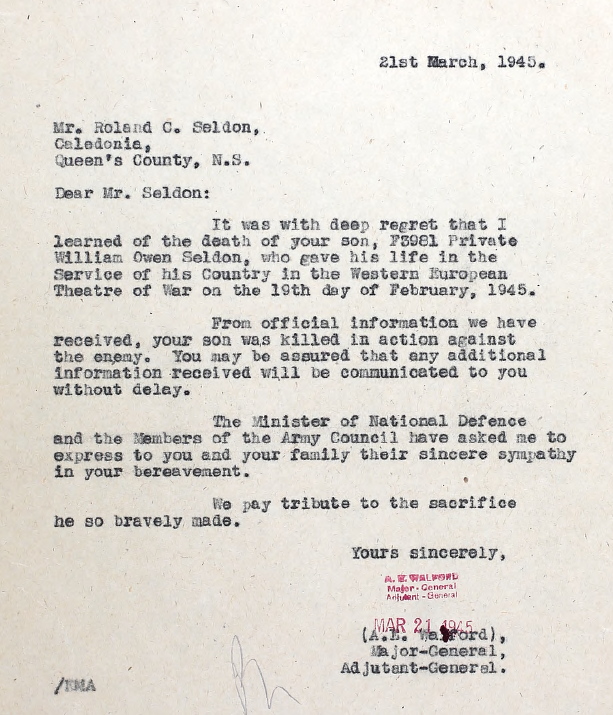 21st March, 1945.
Mr. Roland C. Seldon,
Caledonia,
Queen's County, N.S.
Dear Mr. Seldon:
It was with deep regret that I
learned of the death of your son, F3981 Private
William Owen Seldon, who gave his life in the
Service of his Country in the Western European
Theatre of War on the 19th day of February, 1945.
From official information we have
received, your son was killed in action against
the enemy. You may be assured that any additional
information received will be communicated to you
without delay.
The Minister of National Defence
and the Members of the Army Council have asked me to
express to you and your family their sincere sympathy
in your bereavement.
We pay tribute to the sacrifice
he so bravely made.
Yours sincerely,
A. E. WALFORD
Major - General
Adjutant - General
MAR 21 1945
(A.E. Walford),
Major-General,
Adjutant-General.